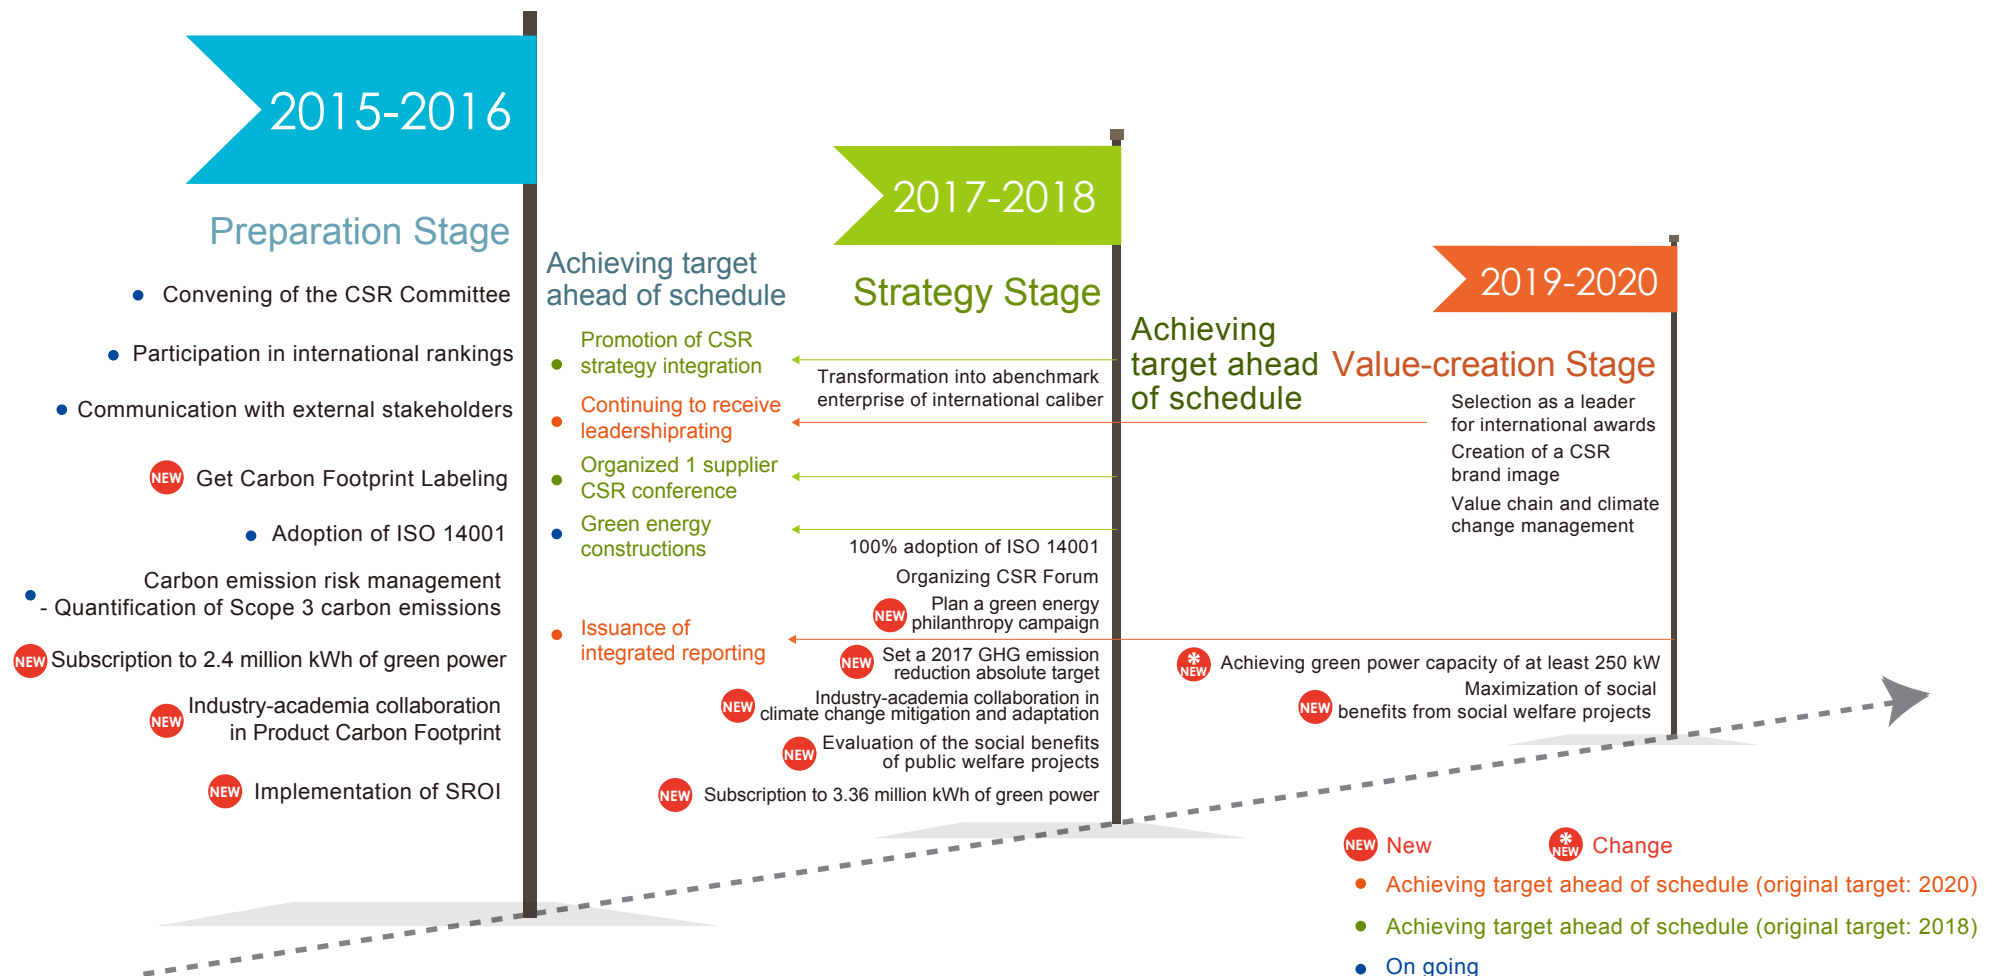 2015-2016
Preparation Stage
Convening of the CSR Committee
Participation in international rankings
Communication with external stakeholders
NEW Get Carbon Footprint Labeling
Adoption of ISO 14001
Carbon emission risk management
- Quantification of Scope 3 carbon emissions
NEW Subscription to 2.4 million kWh of green power
NEW Industry-academia collaboration
in Product Carbon Footprint
NEW Implementation of SROI
Achieving target
ahead of schedule
Promotion of CSR
strategy integration
Continuing to receive
leadershiprating
Organized 1 supplier
CSR conference
Green energy
constructions
Issuance of
integrated reporting
2017-2018
Strategy Stage
Transformation into abenchmark
enterprise of international caliber
100% adoption of ISO 14001
Organizing CSR Forum
NEW Plan a green energy
philanthropy campaign
NEW Set a 2017 GHG emission
reduction absolute target
NEW Industry-academia collaboration in
climate change mitigation and adaptation
NEW Evaluation of the social benefits
of public welfare projects
NEW Subscription to 3.36 million kWh of green power
Achieving
target ahead
of schedule
2019-2020
Value-creation Stage
Selection as a leader
for international awards
Creation of a CSR
brand image
Value chain and climate
change management
* NEW Achieving green power capacity of at least 250 kW
Maximization of social
NEW benefits from social welfare projects
NEW New
* NEW Change
Achieving target ahead of schedule (original target: 2020)
Achieving target ahead of schedule (original target: 2018)
On going